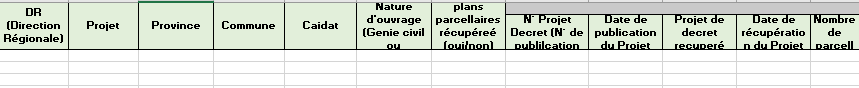 DR
(Direction
Régionale)
Projet
Province
Commune
Caidat
Nature
d'ouvrage
(Genie civil
ou
plans
parcellaires
récupéreé
(oui/non)
N° Projet
Decret (N° de
publilcation
Date de
publication
du Projet
Projet de
decret
recuperé
Date de
récupératio
n du Projet
Nombre
de
parcell